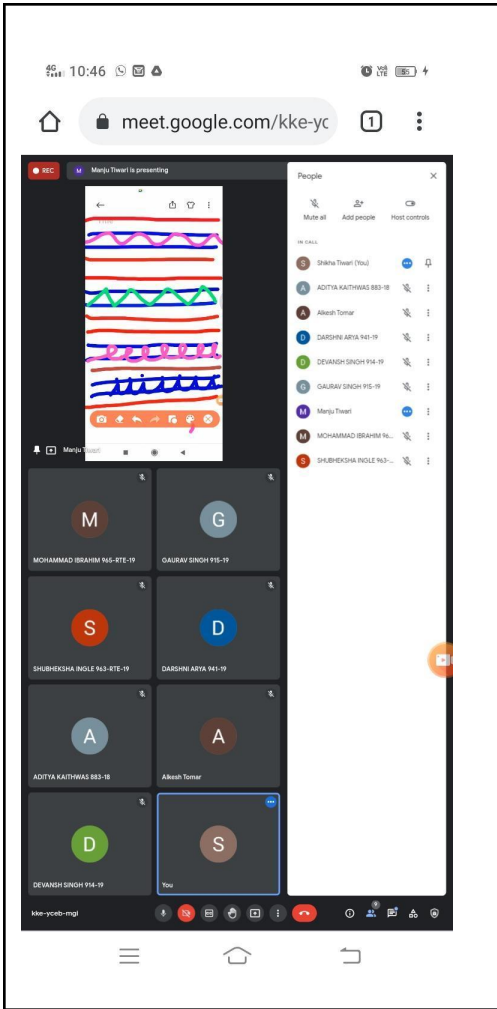 4G 10:46 Vo) LTE 55
meet.google.com/kke-yc 1
REC M Manju Tiwari is presenting
People
Mute all Add people Host controls
IN CALL
S Shikha Tiwari (You)
A ADITYA KAITHWAS 883-18
A Alkesh Tomar
D DARSHNI ARYA 941-19
D DEVANSH SINGH 914-19
G GAURAV SINGH 915-19
M Manju Tiwari
M MOHAMMAD IBRAHIM 96...
S SHUBHEKSHA INGLE 963-...
Title
Manju Tiwari
M
MOHAMMAD IBRAHIM 965-RTE-19
G
GAURAV SINGH 915-19
S
SHUBHEKSHA INGLE 963-RTE-19
D
DARSHNI ARYA 941-19
A
ADITYA KAITHWAS 883-18
A
Alkesh Tomar
D
DEVANSH SINGH 914-19
S
You
kke-yceb-mgi 9